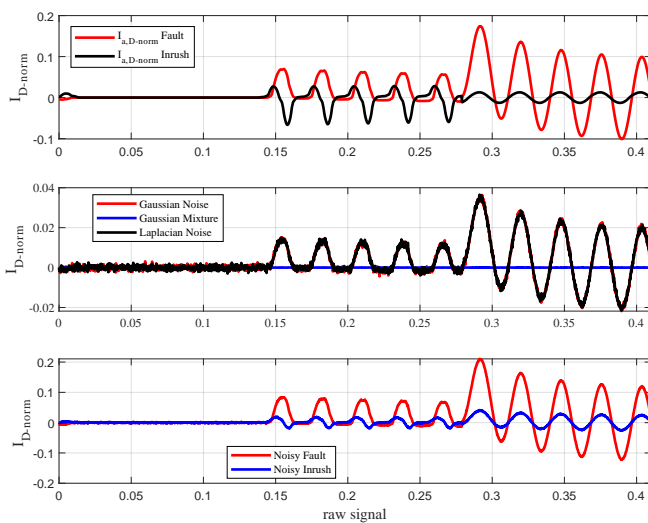 0.2
I_{a,D-norm} Fault
I_{a,D-norm} Inrush
0.1
0
-0.1
I_{D-norm}
0 0.05 0.1 0.15 0.2 0.25 0.3 0.35 0.4
0.04
Gaussian Noise
Gaussian Mixture
Laplacian Noise
0.02
0
-0.02
I_{D-norm}
0 0.05 0.1 0.15 0.2 0.25 0.3 0.35 0.4
0.2
0.1
0
-0.1
-0.2
I_{D-norm}
Noisy Fault
Noisy Inrush
0 0.05 0.1 0.15 0.2 0.25 0.3 0.35 0.4
raw signal